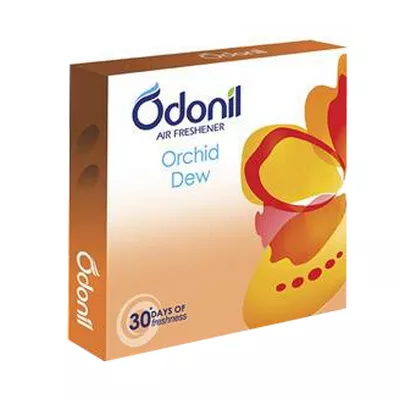 Odonil
AIR FRESHENER
Orchid
Dew
30 DAYS OF
freshness
Odonil